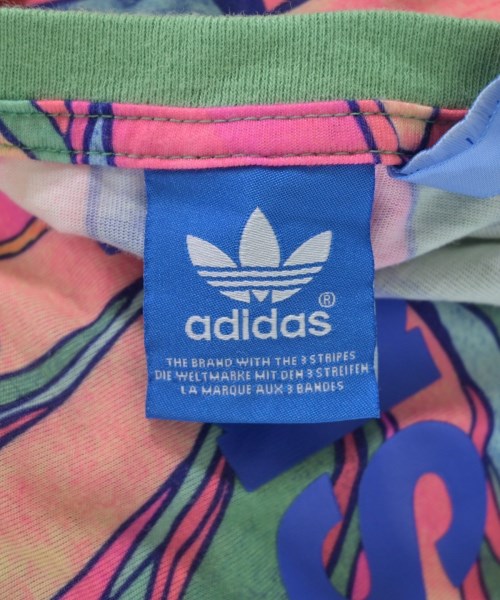 adidas®
THE BRAND WITH THE 3 STRIPES
DIE WELTMARKE MIT DEN 3 STREIFEN
LA MARQUE AUX 3 BANDES
S